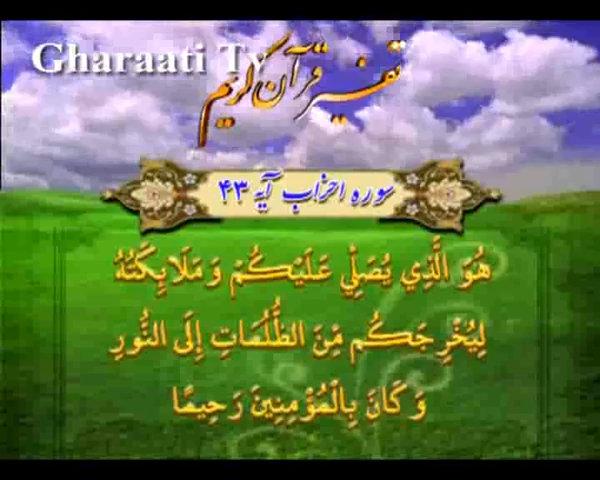 Gharaati Tv
تفسیر قرآن کریم
سوره احزاب آیه ۴۳
هُوَ الَّذِي يُصَلِّي عَلَيْكُمْ وَ مَلَائِكَتُهُ
لِيُخْرِجَكُم مِّنَ الظُّلُمَاتِ إِلَى النُّورِ
وَ كَانَ بِالْمُؤْمِنِينَ رَحِيمًا